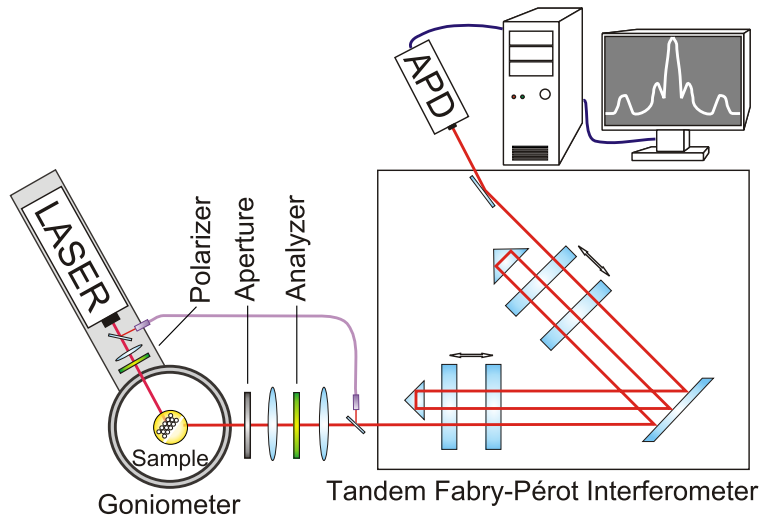 APD
LASER
Polarizer
Aperture
Analyzer
Sample
Goniometer
Tandem Fabry-Pérot Interferometer